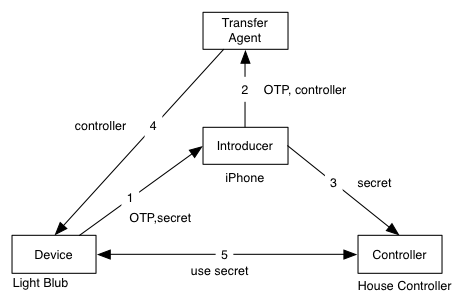 Transfer
Agent
2 OTP, controller
controller 4
Introducer
iPhone
3 secret
1
OTP,secret
Device
Light Blub
5
use secret
Controller
House Controller